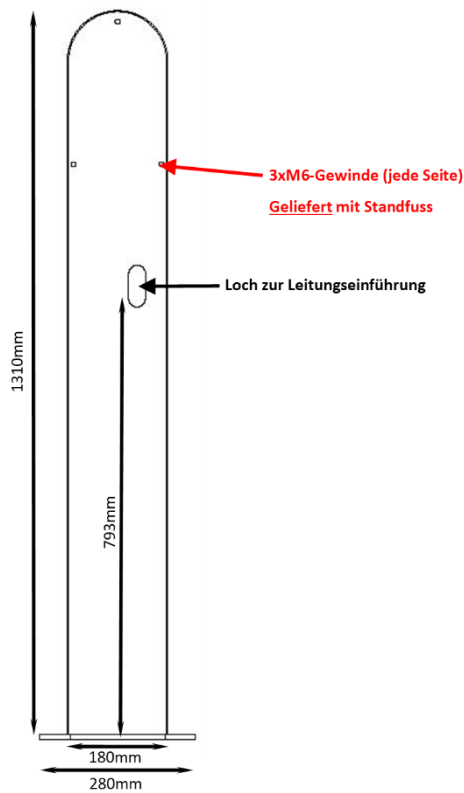 3xM6-Gewinde (jede Seite)
Geliefert mit Standfuss
Loch zur Leitungseinführung
1310mm
793mm
180mm
280mm